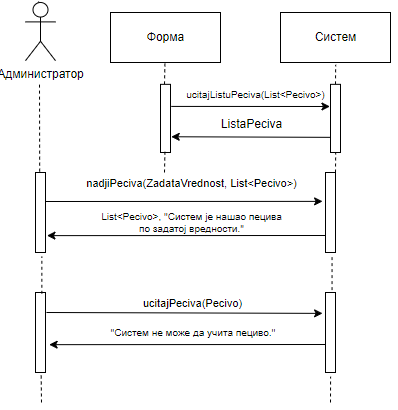 Форма
Систем
Администратор
ucitajListuPeciva(List<Pecivo>)
ListaPeciva
nadjiPeciva(ZadataVrednost, List<Pecivo>)
List<Pecivo>, "Систем је нашао пецива
по задатој вредности."
ucitajPeciva(Pecivo)
"Систем не може да учита пециво."